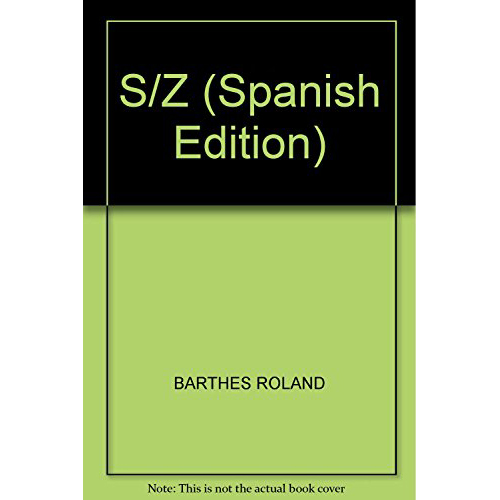 S/Z (Spanish
Edition)
BARTHES ROLAND
Note: This is not the actual book cover